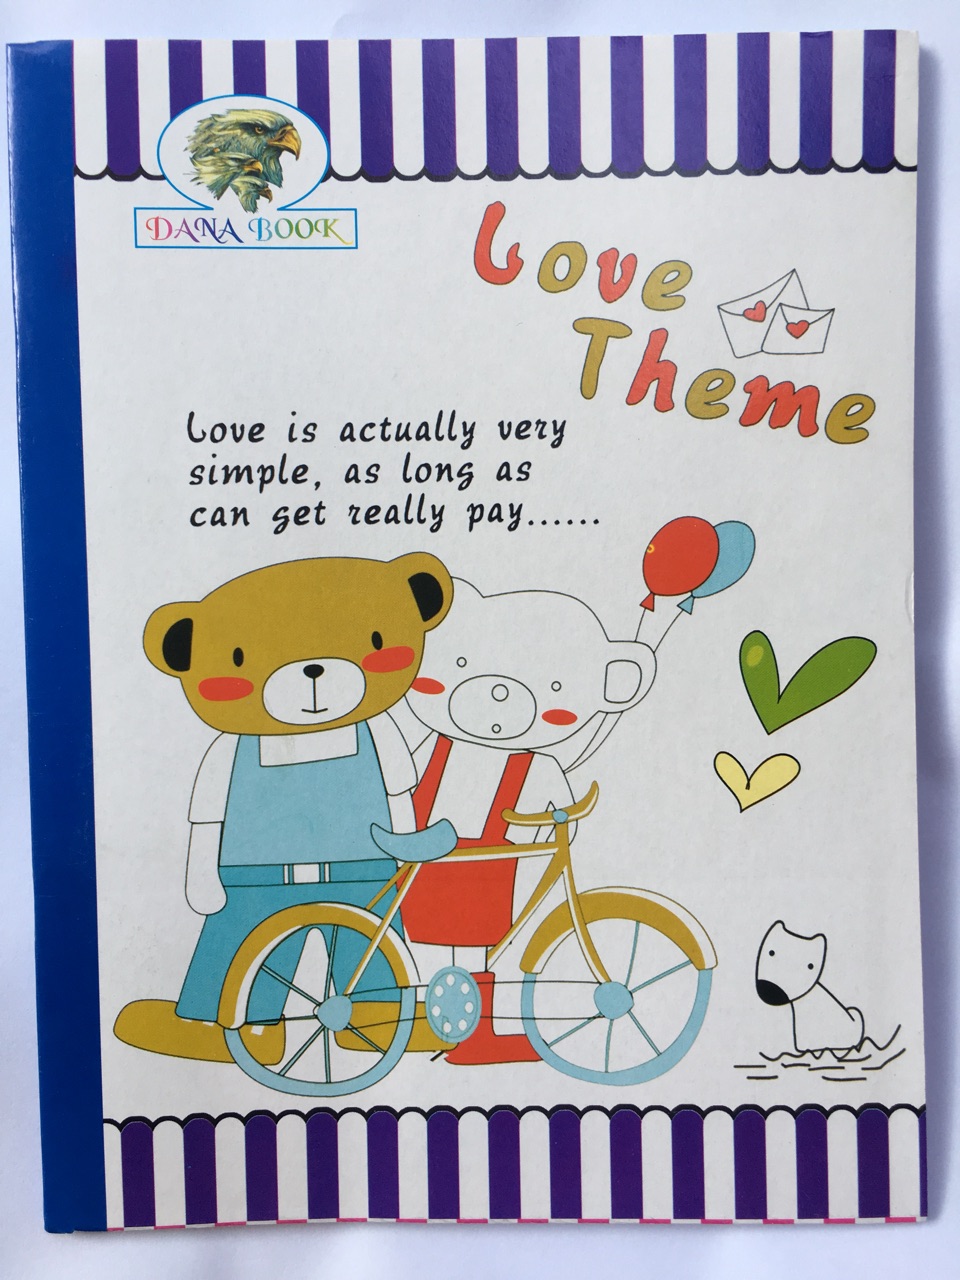 DANA BOOK
Love
Theme
Love is actually very
simple, as long as
can get really pay......